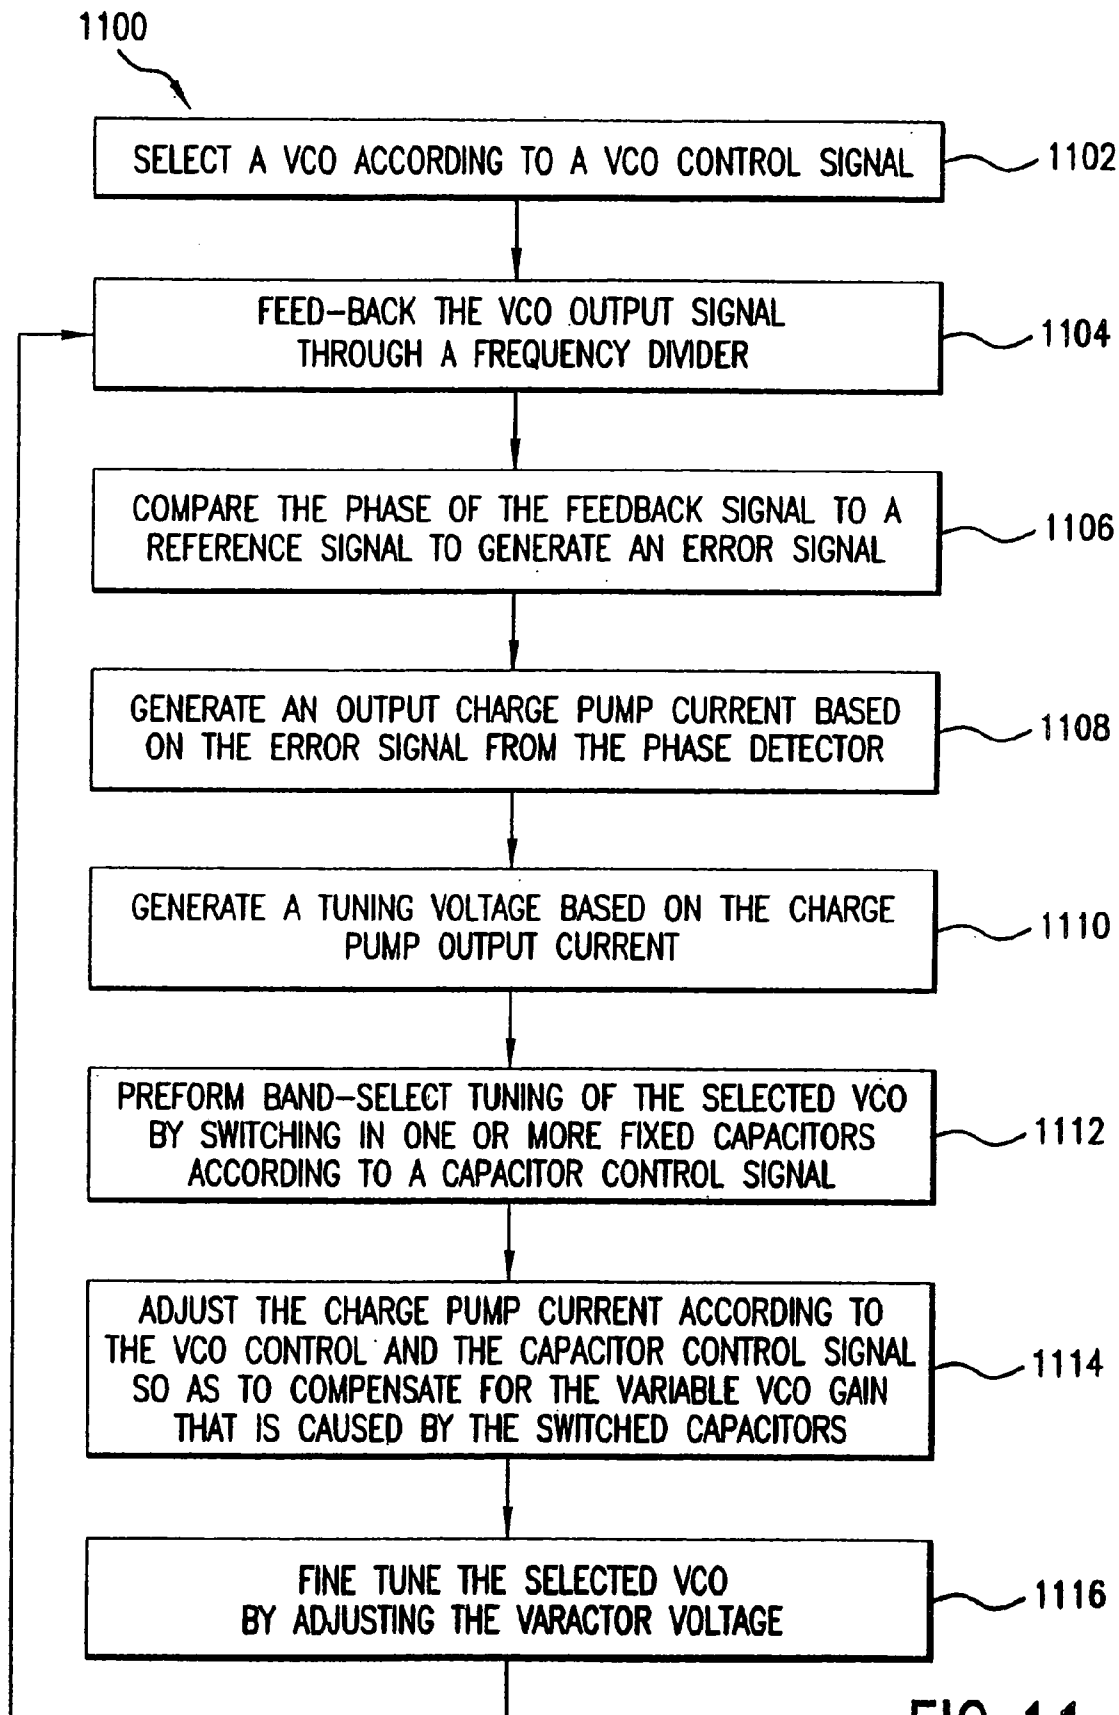 1100
SELECT A VCO ACCORDING TO A VCO CONTROL SIGNAL
1102
FEED-BACK THE VCO OUTPUT SIGNAL
THROUGH A FREQUENCY DIVIDER
1104
COMPARE THE PHASE OF THE FEEDBACK SIGNAL TO A
REFERENCE SIGNAL TO GENERATE AN ERROR SIGNAL
1106
GENERATE AN OUTPUT CHARGE PUMP CURRENT BASED
ON THE ERROR SIGNAL FROM THE PHASE DETECTOR
1108
GENERATE A TUNING VOLTAGE BASED ON THE CHARGE
PUMP OUTPUT CURRENT
1110
PREFORM BAND-SELECT TUNING OF THE SELECTED VCO
BY SWITCHING IN ONE OR MORE FIXED CAPACITORS
ACCORDING TO A CAPACITOR CONTROL SIGNAL
1112
ADJUST THE CHARGE PUMP CURRENT ACCORDING TO
THE VCO CONTROL AND THE CAPACITOR CONTROL SIGNAL
SO AS TO COMPENSATE FOR THE VARIABLE VCO GAIN
THAT IS CAUSED BY THE SWITCHED CAPACITORS
1114
FINE TUNE THE SELECTED VCO
BY ADJUSTING THE VARACTOR VOLTAGE
1116
FIG. 11